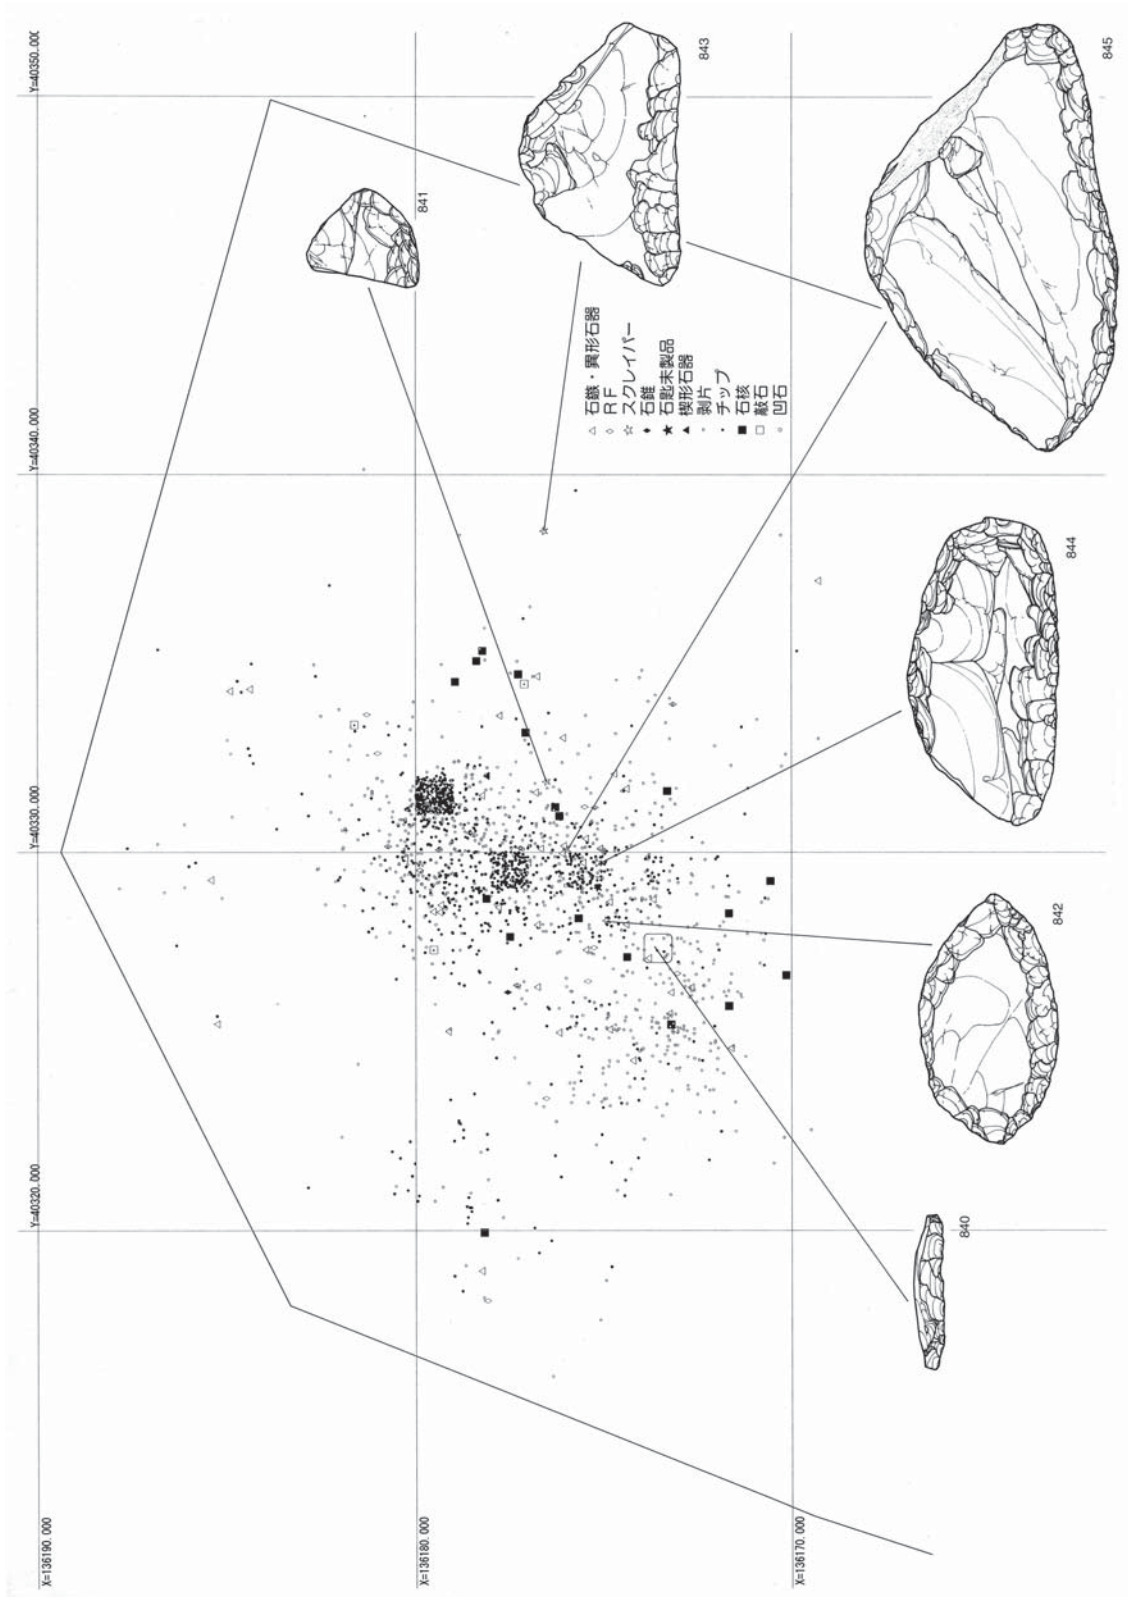 Y=40350.000
Y=40340.000
Y=40330.000
Y=40320.000
X=136190.000
X=136180.000
X=136170.000
841
843
845
844
842
840
△ 石鏃・異形石器
◇ RF
☆ スクレイパー
♦ 石錐
★ 石匙未製品
▲ 楔形石器
◦ 剥片
・ チップ
■ 石核
□ 敲石
○ 凹石